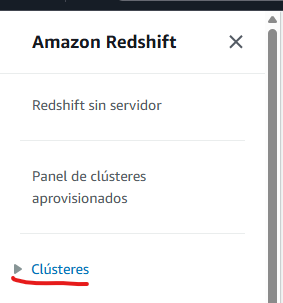 Amazon Redshift
Redshift sin servidor
Panel de clústeres
aprovisionados
Clústeres